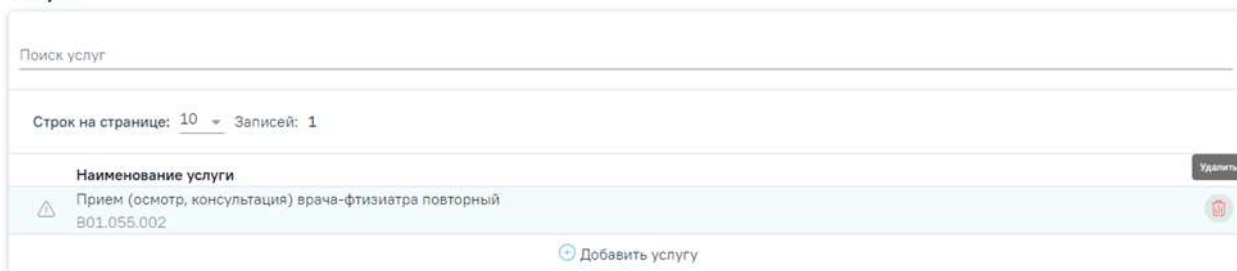 Поиск услуг
Строк на странице: 10 Записей: 1
Удалить
Наименование услуги
Прием (осмотр, консультация) врача-фтизиатра повторный
B01.055.002
Добавить услугу